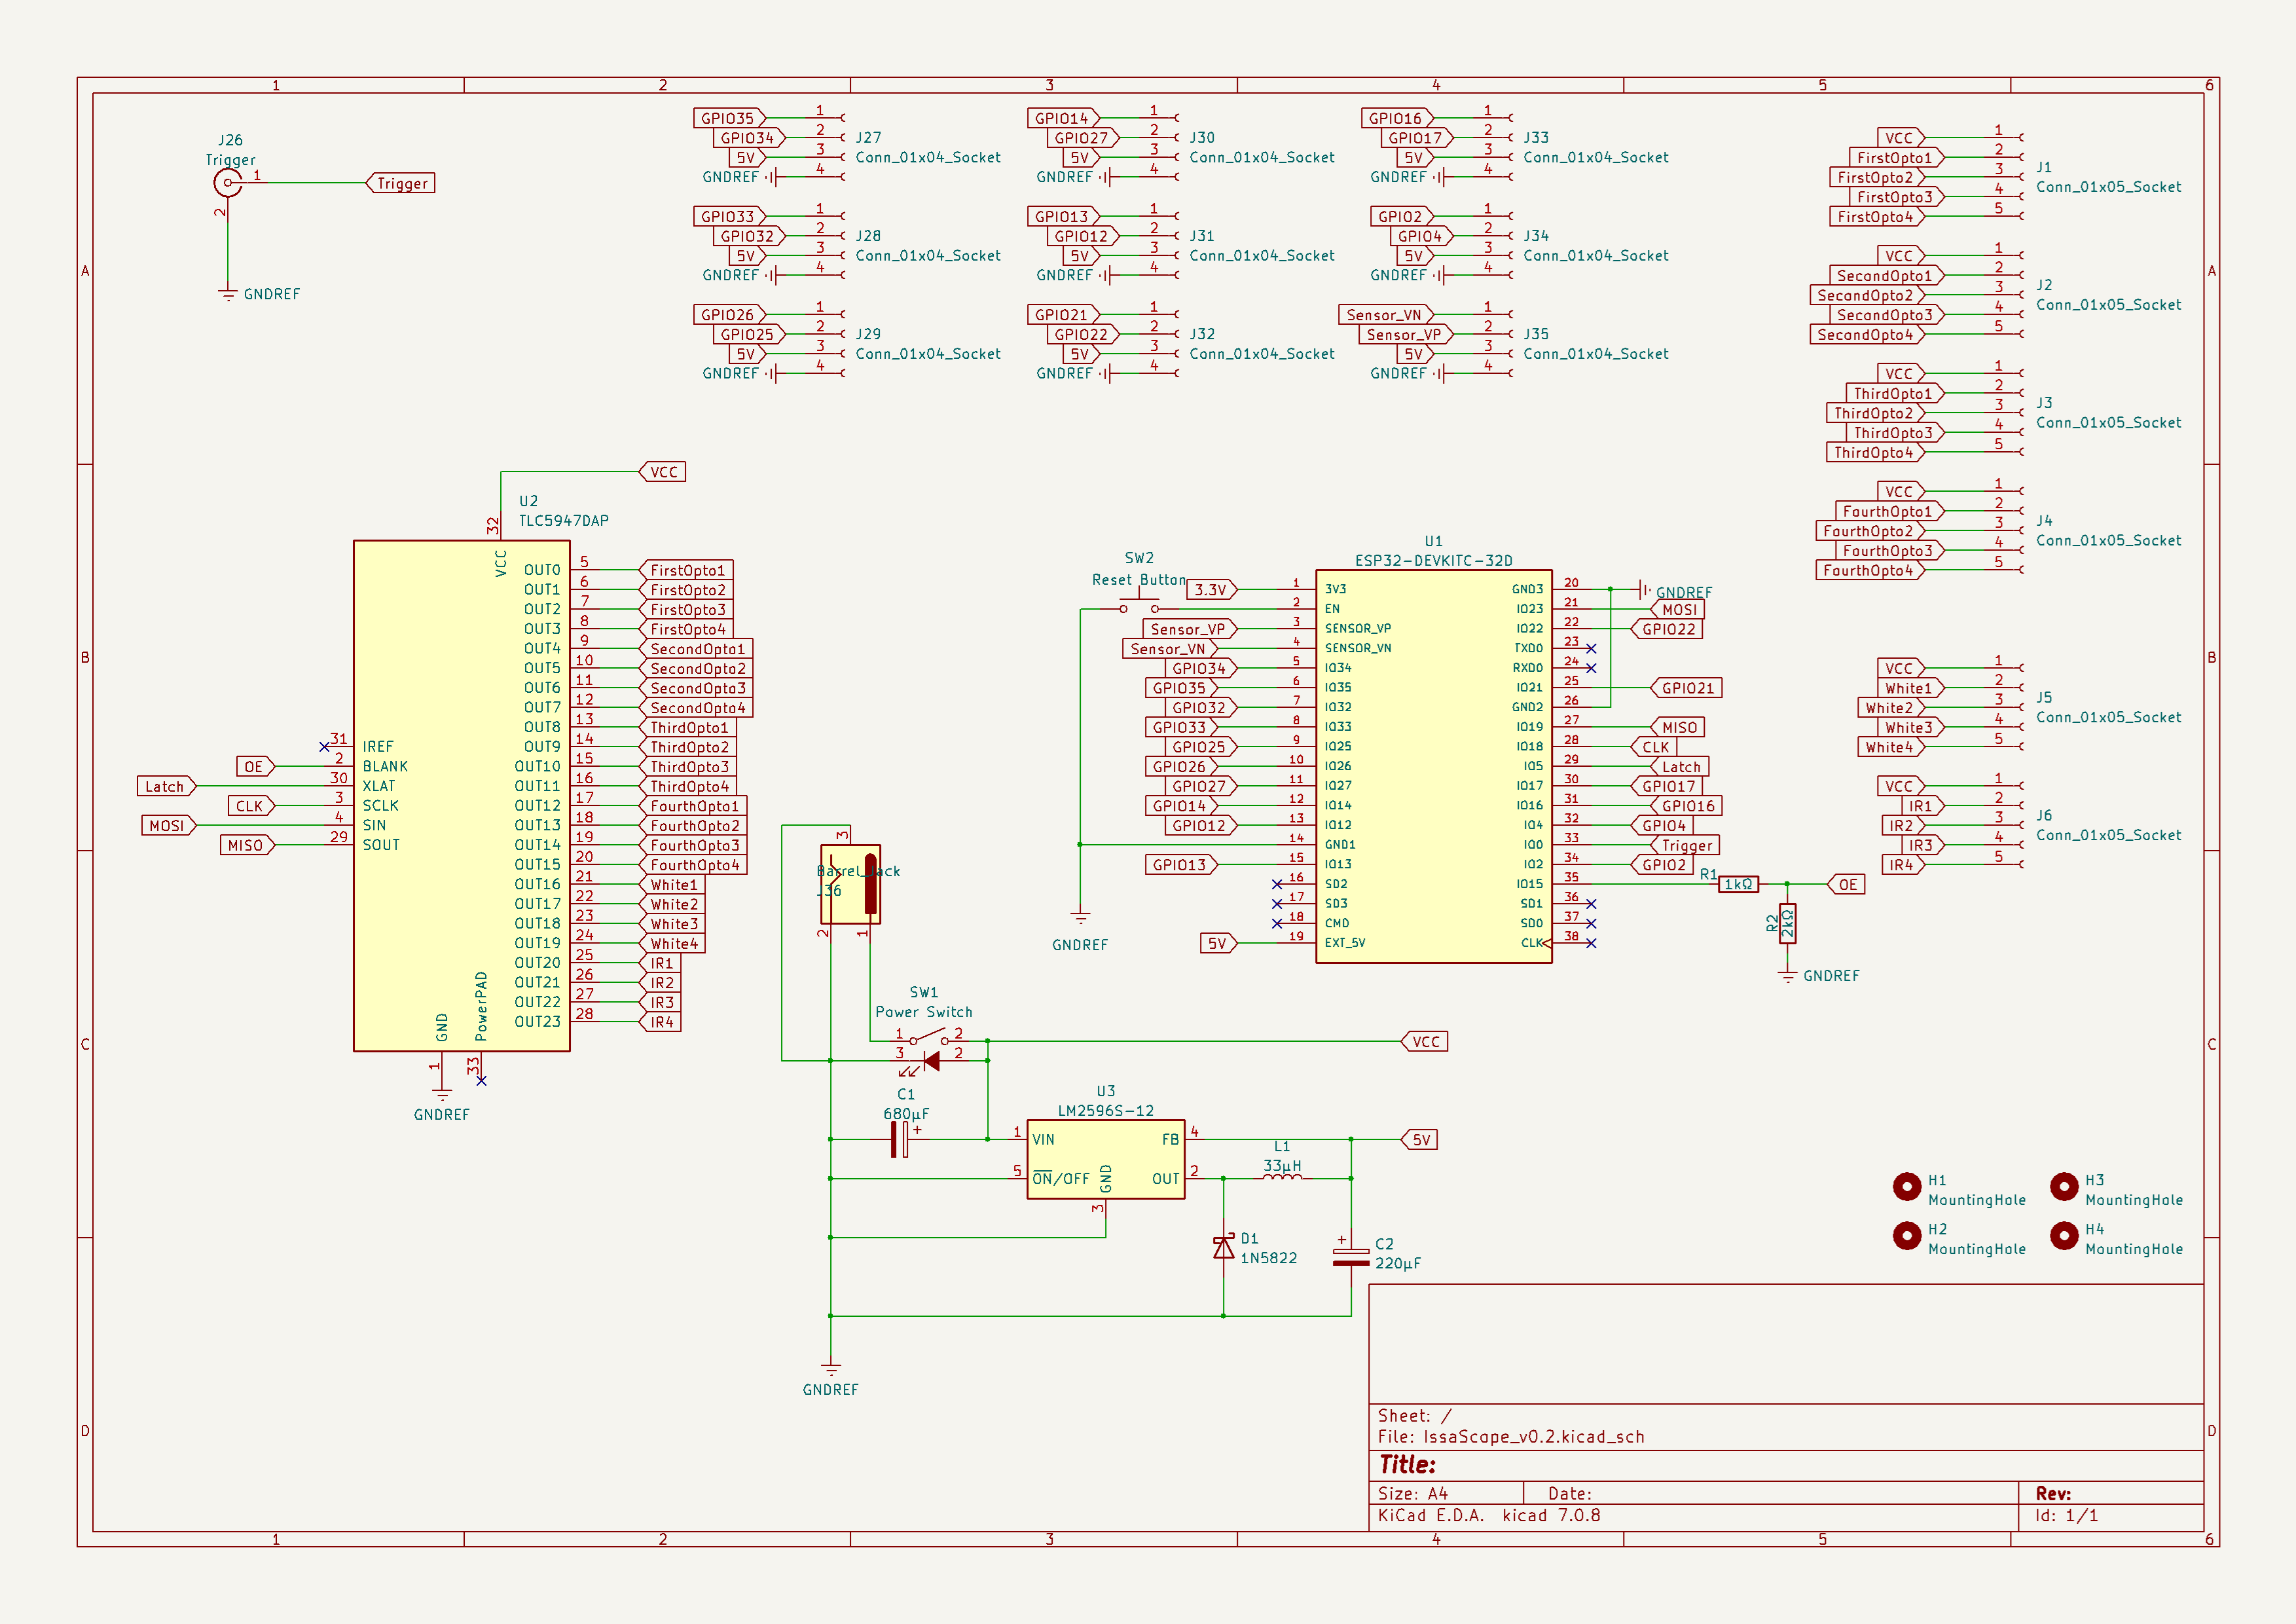 1 2 3 4 5 6
J26
Trigger
1
Trigger
2
GNDREF
GPIO35 1
GPIO34 2 J27
5V 3 Conn_01x04_Socket
GNDREF 4
GPIO33 1
GPIO32 2 J28
5V 3 Conn_01x04_Socket
GNDREF 4
GPIO26 1
GPIO25 2 J29
5V 3 Conn_01x04_Socket
GNDREF 4
GPIO14 1
GPIO27 2 J30
5V 3 Conn_01x04_Socket
GNDREF 4
GPIO13 1
GPIO12 2 J31
5V 3 Conn_01x04_Socket
GNDREF 4
GPIO21 1
GPIO22 2 J32
5V 3 Conn_01x04_Socket
GNDREF 4
GPIO16 1
GPIO17 2 J33
5V 3 Conn_01x04_Socket
GNDREF 4
GPIO2 1
GPIO4 2 J34
5V 3 Conn_01x04_Socket
GNDREF 4
Sensor_VN 1
Sensor_VP 2 J35
5V 3 Conn_01x04_Socket
GNDREF 4
VCC 1
FirstOpto1 2 J1
FirstOpto2 3 Conn_01x05_Socket
FirstOpto3 4
FirstOpto4 5
VCC 1
SecondOpto1 2 J2
SecondOpto2 3 Conn_01x05_Socket
SecondOpto3 4
SecondOpto4 5
VCC 1
ThirdOpto1 2 J3
ThirdOpto2 3 Conn_01x05_Socket
ThirdOpto3 4
ThirdOpto4 5
VCC 1
FourthOpto1 2 J4
FourthOpto2 3 Conn_01x05_Socket
FourthOpto3 4
FourthOpto4 5
VCC 1
White1 2 J5
White2 3 Conn_01x05_Socket
White3 4
White4 5
VCC 1
IR1 2 J6
IR2 3 Conn_01x05_Socket
IR3 4
IR4 5
A A
B B
C C
D D
VCC
U2
TLC5947DAP
32
VCC
OUT0 5 FirstOpto1
OUT1 6 FirstOpto2
OUT2 7 FirstOpto3
OUT3 8 FirstOpto4
OUT4 9 SecondOpto1
OUT5 10 SecondOpto2
OUT6 11 SecondOpto3
OUT7 12 SecondOpto4
OUT8 13 ThirdOpto1
OUT9 14 ThirdOpto2
OUT10 15 ThirdOpto3
OUT11 16 ThirdOpto4
OUT12 17 FourthOpto1
OUT13 18 FourthOpto2
OUT14 19 FourthOpto3
OUT15 20 FourthOpto4
OUT16 21 White1
OUT17 22 White2
OUT18 23 White3
OUT19 24 White4
OUT20 25 IR1
OUT21 26 IR2
OUT22 27 IR3
OUT23 28 IR4
31 IREF
OE 2 BLANK
Latch 30 XLAT
CLK 3 SCLK
MOSI 4 SIN
MISO 29 SOUT
GND
PowerPAD
1
33
GNDREF
U1
ESP32-DEVKITC-32D
SW2
Reset Button
3.3V 1 3V3
2 EN
Sensor_VP 3 SENSOR_VP
Sensor_VN 4 SENSOR_VN
GPIO34 5 IO34
GPIO35 6 IO35
GPIO32 7 IO32
GPIO33 8 IO33
GPIO25 9 IO25
GPIO26 10 IO26
GPIO27 11 IO27
GPIO14 12 IO14
GPIO12 13 IO12
14 GND1
GPIO13 15 IO13
16 SD2
17 SD3
18 CMD
5V 19 EXT_5V
GNDREF
GND3 20 GNDREF
IO23 21 MOSI
IO22 22 GPIO22
TXD0 23
RXD0 24
IO21 25 GPIO21
GND2 26
IO19 27 MISO
IO18 28 CLK
IO5 29 Latch
IO17 30 GPIO17
IO16 31 GPIO16
IO4 32 GPIO4
IO0 33 Trigger
IO2 34 GPIO2
IO15 35
SD1 36
SD0 37
CLK 38
R1
1kΩ
OE
R2
2kΩ
GNDREF
3
Barrel_Jack
J36
2 1
SW1
Power Switch
1 2
3 2
VCC
C1
680µF
U3
LM2596S-12
1 VIN FB 4
5 ON/OFF OUT 2
GND
3
5V
L1
33µH
D1
1N5822
C2
220µF
GNDREF
H1
MountingHole
H3
MountingHole
H2
MountingHole
H4
MountingHole
Sheet: /
File: IssaScope_v0.2.kicad_sch
Title:
Size: A4 Date: Rev:
KiCad E.D.A. kicad 7.0.8 Id: 1/1
1 2 3 4 5 6